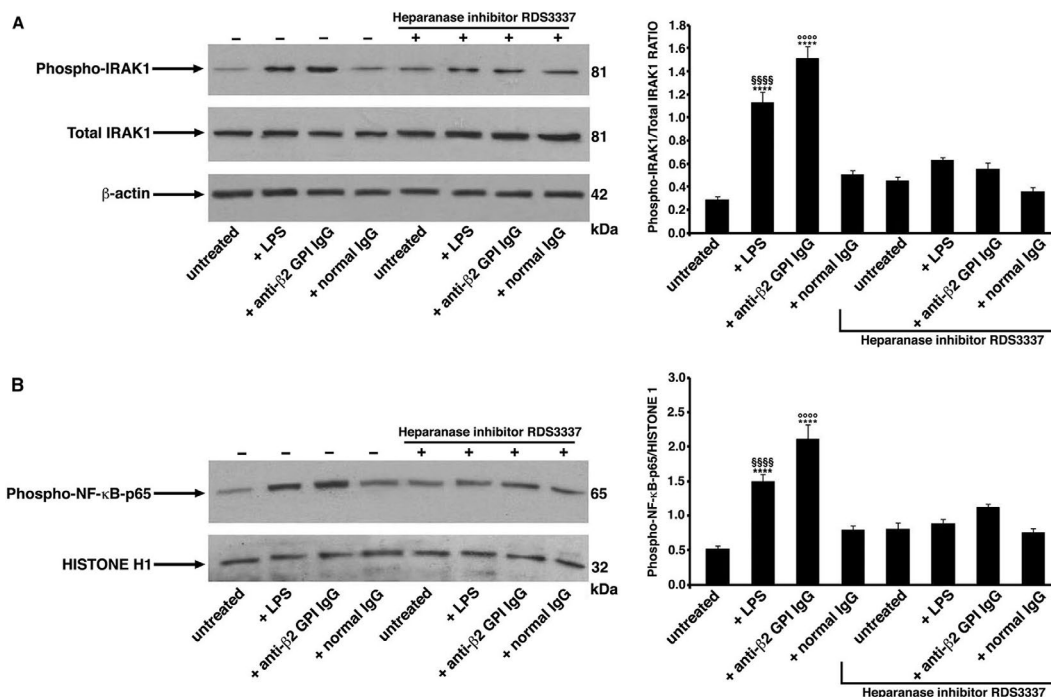 A
Heparanase inhibitor RDS3337
– – – – + + + +
Phospho-IRAK1
81
Total IRAK1
81
β-actin
42
kDa
untreated
+ LPS
+ anti-β2 GPI IgG
+ normal IgG
untreated
+ LPS
+ anti-β2 GPI IgG
+ normal IgG
Phospho-IRAK1/Total IRAK1 RATIO
1.8
1.6
1.4
1.2
1.0
0.8
0.6
0.4
0.2
0.0
§§§§
****
°°°°
****
untreated
+ LPS
+ anti-β2 GPI IgG
+ normal IgG
untreated
+ LPS
+ anti-β2 GPI IgG
+ normal IgG
Heparanase inhibitor RDS3337
B
Heparanase inhibitor RDS3337
– – – – + + + +
Phospho-NF-κB-p65
65
HISTONE H1
32
kDa
untreated
+ LPS
+ anti-β2 GPI IgG
+ normal IgG
untreated
+ LPS
+ anti-β2 GPI IgG
+ normal IgG
Phospho-NF-κB-p65/HISTONE 1
3.0
2.5
2.0
1.5
1.0
0.5
0.0
§§§§
****
°°°°
****
untreated
+ LPS
+ anti-β2 GPI IgG
+ normal IgG
untreated
+ LPS
+ anti-β2 GPI IgG
+ normal IgG
Heparanase inhibitor RDS3337